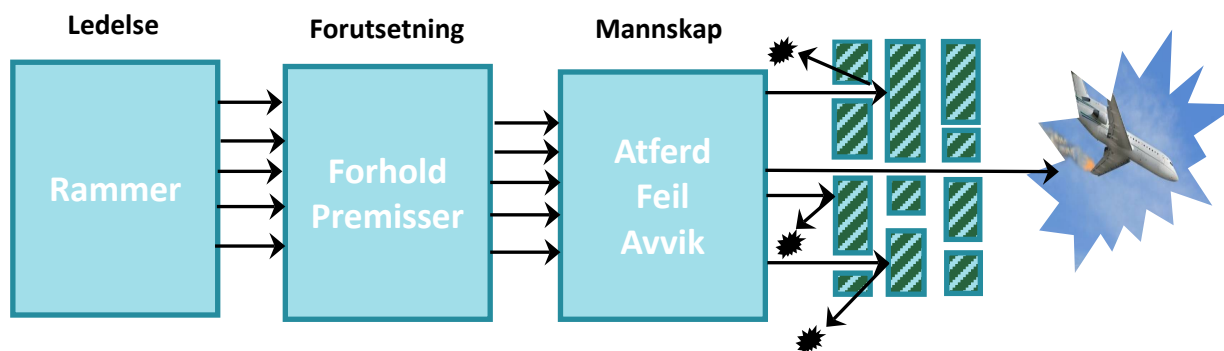 Ledelse
Forutsetning
Mannskap
Rammer
Forhold
Premisser
Atferd
Feil
Avvik